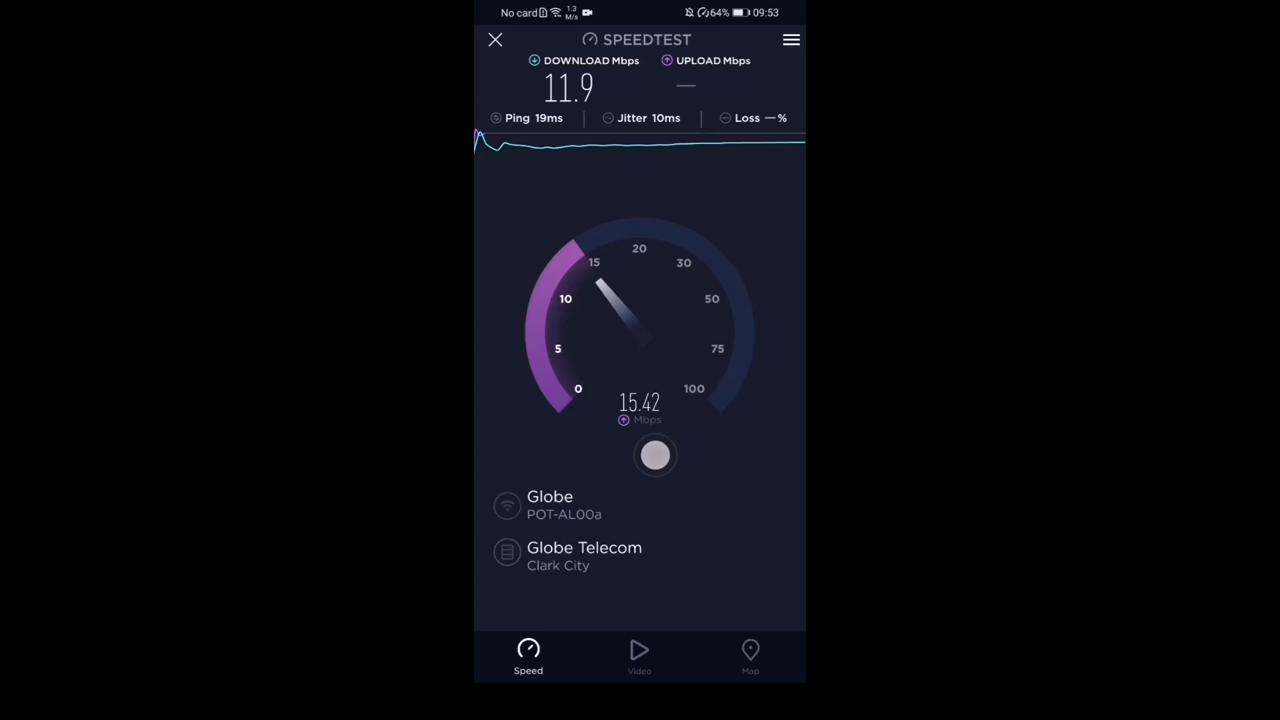 No card 1.3 M/s 64% 09:53
SPEEDTEST
DOWNLOAD Mbps UPLOAD Mbps
11.9 —
Ping 19ms Jitter 10ms Loss —%
20
15 30
10 50
5 75
0 100
15.42
Mbps
Globe
POT-AL00a
Globe Telecom
Clark City
Speed Video Map